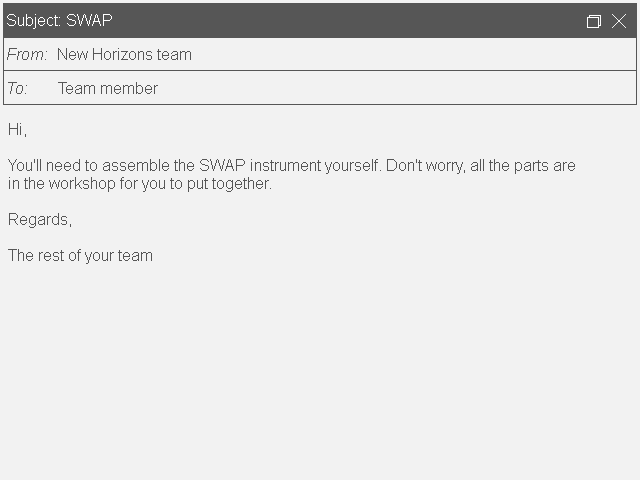 Subject: SWAP
From: New Horizons team
To: Team member
Hi,
You'll need to assemble the SWAP instrument yourself. Don't worry, all the parts are
in the workshop for you to put together.
Regards,
The rest of your team